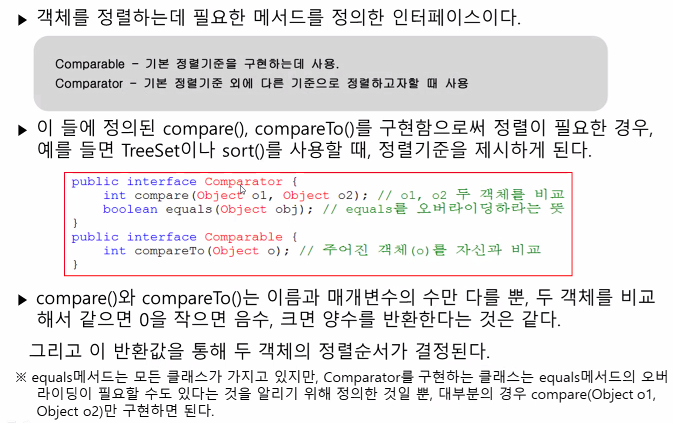 ▶ 객체를 정렬하는데 필요한 메서드를 정의한 인터페이스이다.
Comparable - 기본 정렬기준을 구현하는데 사용.
Comparator - 기본 정렬기준 외에 다른 기준으로 정렬하고자할 때 사용
▶ 이 들에 정의된 compare(), compareTo()를 구현함으로써 정렬이 필요한 경우,
예를 들면 TreeSet이나 sort()를 사용할 때, 정렬기준을 제시하게 된다.
public interface Comparator {
int compare(Object o1, Object o2); // o1, o2 두 객체를 비교
boolean equals(Object obj); // equals를 오버라이딩하라는 뜻
}
public interface Comparable {
int compareTo(Object o); // 주어진 객체(o)를 자신과 비교
}
▶ compare()와 compareTo()는 이름과 매개변수의 수만 다를 뿐, 두 객체를 비교
해서 같으면 0을 작으면 음수, 크면 양수를 반환한다는 것은 같다.
그리고 이 반환값을 통해 두 객체의 정렬순서가 결정된다.
※ equals메서드는 모든 클래스가 가지고 있지만, Comparator를 구현하는 클래스는 equals메서드의 오버
라이딩이 필요할 수도 있다는 것을 알리기 위해 정의한 것일 뿐, 대부분의 경우 compare(Object o1,
Object o2)만 구현하면 된다.